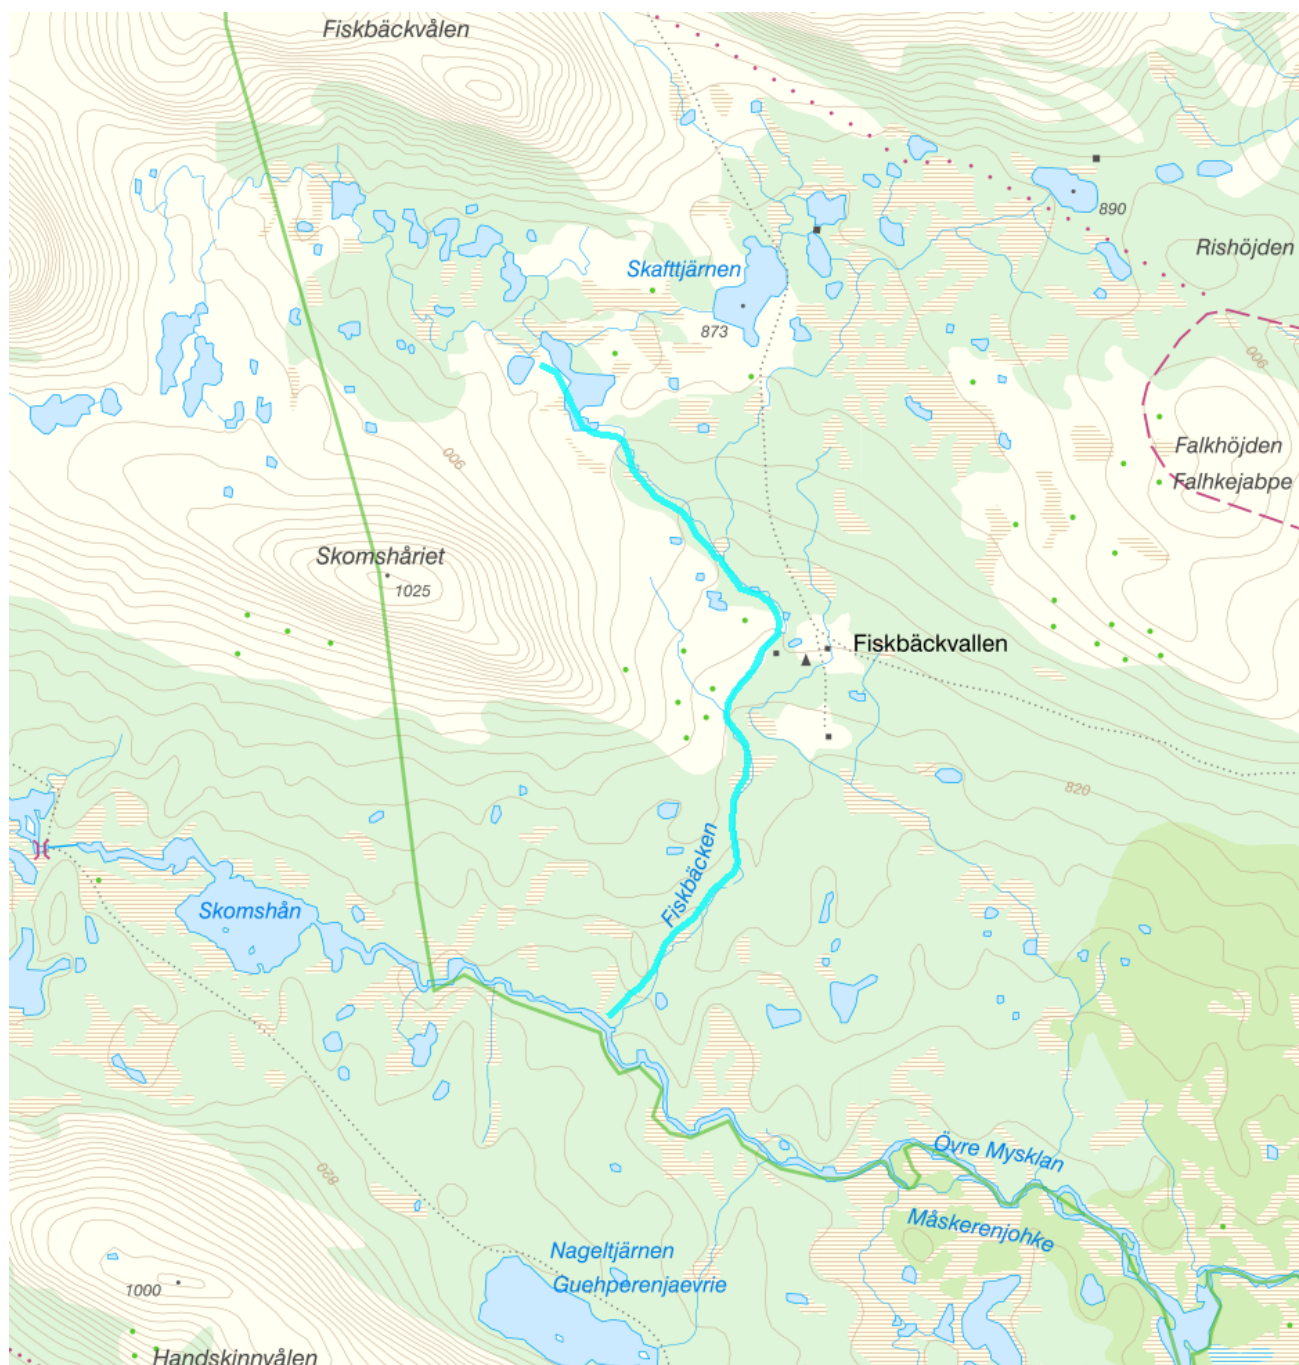 Fiskbäckvålen
890
Rishöjden
Skafttjärnen
873
900
900
Falkhöjden
Falhkejabpe
Skomshåriet
1025
Fiskbäckvallen
820
Fiskbäcken
Skomshån
Övre Mysklan
820
Måskerenjohke
Nageltjärnen
Guehperenjaevrie
1000
Handskinnvålen